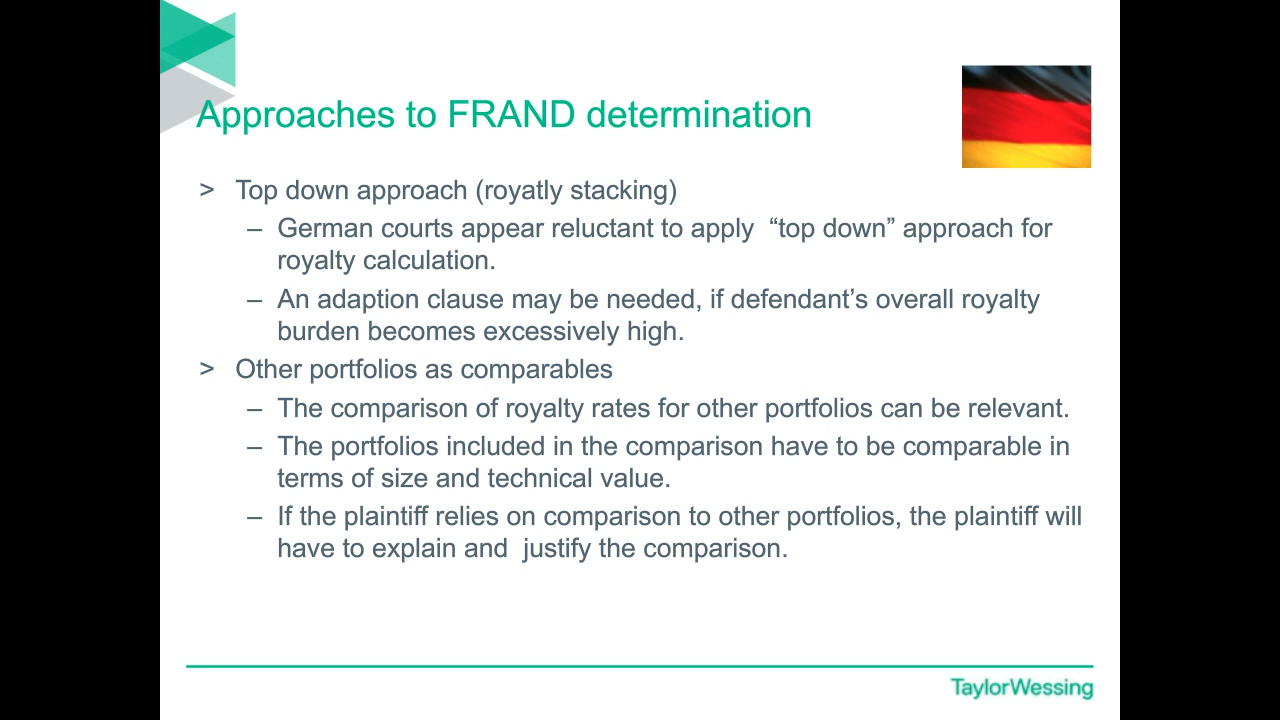 Approaches to FRAND determination
> Top down approach (royatly stacking)
– German courts appear reluctant to apply “top down” approach for
royalty calculation.
– An adaption clause may be needed, if defendant’s overall royalty
burden becomes excessively high.
> Other portfolios as comparables
– The comparison of royalty rates for other portfolios can be relevant.
– The portfolios included in the comparison have to be comparable in
terms of size and technical value.
– If the plaintiff relies on comparison to other portfolios, the plaintiff will
have to explain and justify the comparison.
TaylorWessing